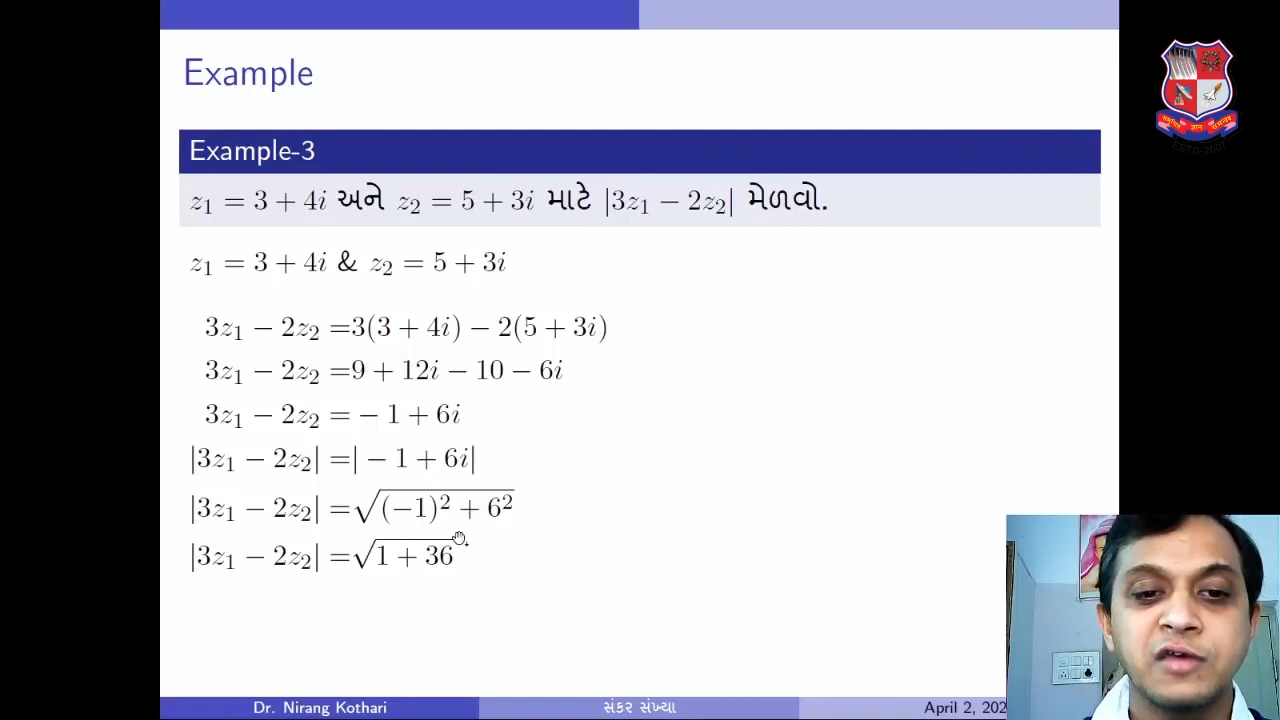 Example
Example-3
z₁ = 3 + 4i અને z₂ = 5 + 3i માટે |3z₁ − 2z₂| મેળવો.
z₁ = 3 + 4i & z₂ = 5 + 3i
3z₁ − 2z₂ =3(3 + 4i) − 2(5 + 3i)
3z₁ − 2z₂ =9 + 12i − 10 − 6i
3z₁ − 2z₂ = − 1 + 6i
|3z₁ − 2z₂| =| − 1 + 6i|
|3z₁ − 2z₂| =√((−1)² + 6²)
|3z₁ − 2z₂| =√(1 + 36)
Dr. Nirang Kothari સંકર સંખ્યા April 2, 202
ESTD-2007